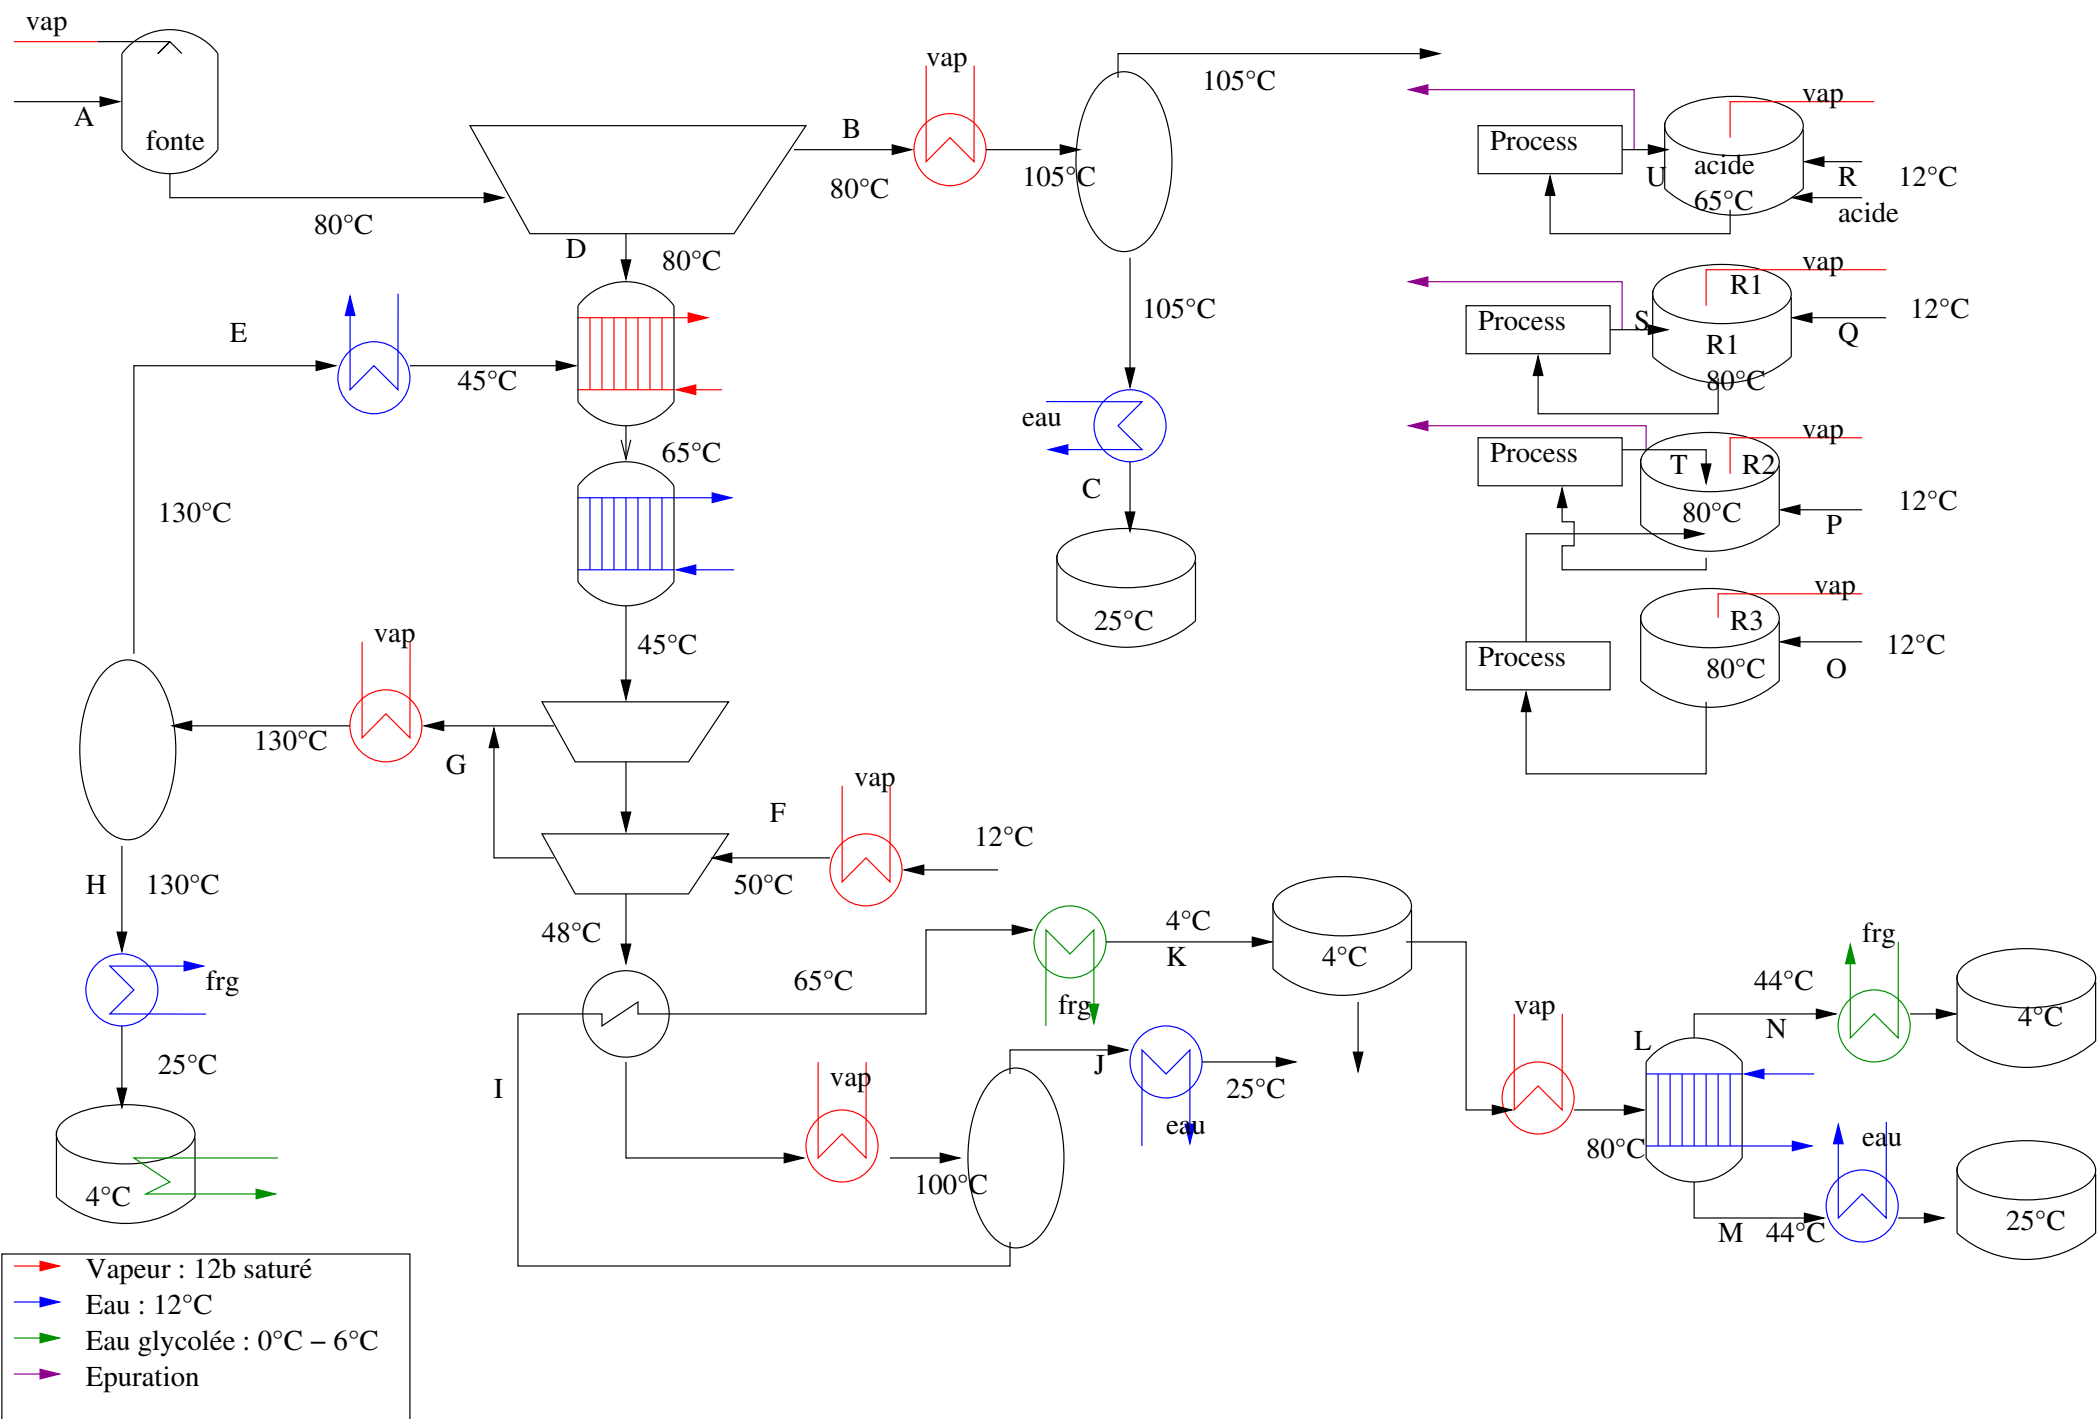 vap
A
fonte
80°C
B
80°C
vap
105°C
105°C
105°C
eau
C
25°C
D
80°C
E
45°C
65°C
130°C
45°C
vap
130°C
G
F
vap
12°C
50°C
48°C
H
130°C
frg
25°C
4°C
I
65°C
4°C
K
frg
4°C
vap
100°C
J
25°C
eau
vap
80°C
L
44°C
N
frg
4°C
M
44°C
eau
25°C
Process
U
acide
65°C
vap
R
12°C
acide
Process
S
R1
R1
80°C
vap
12°C
Q
Process
T
R2
80°C
vap
12°C
P
Process
R3
80°C
vap
12°C
O
Vapeur : 12b saturé
Eau : 12°C
Eau glycolée : 0°C – 6°C
Epuration